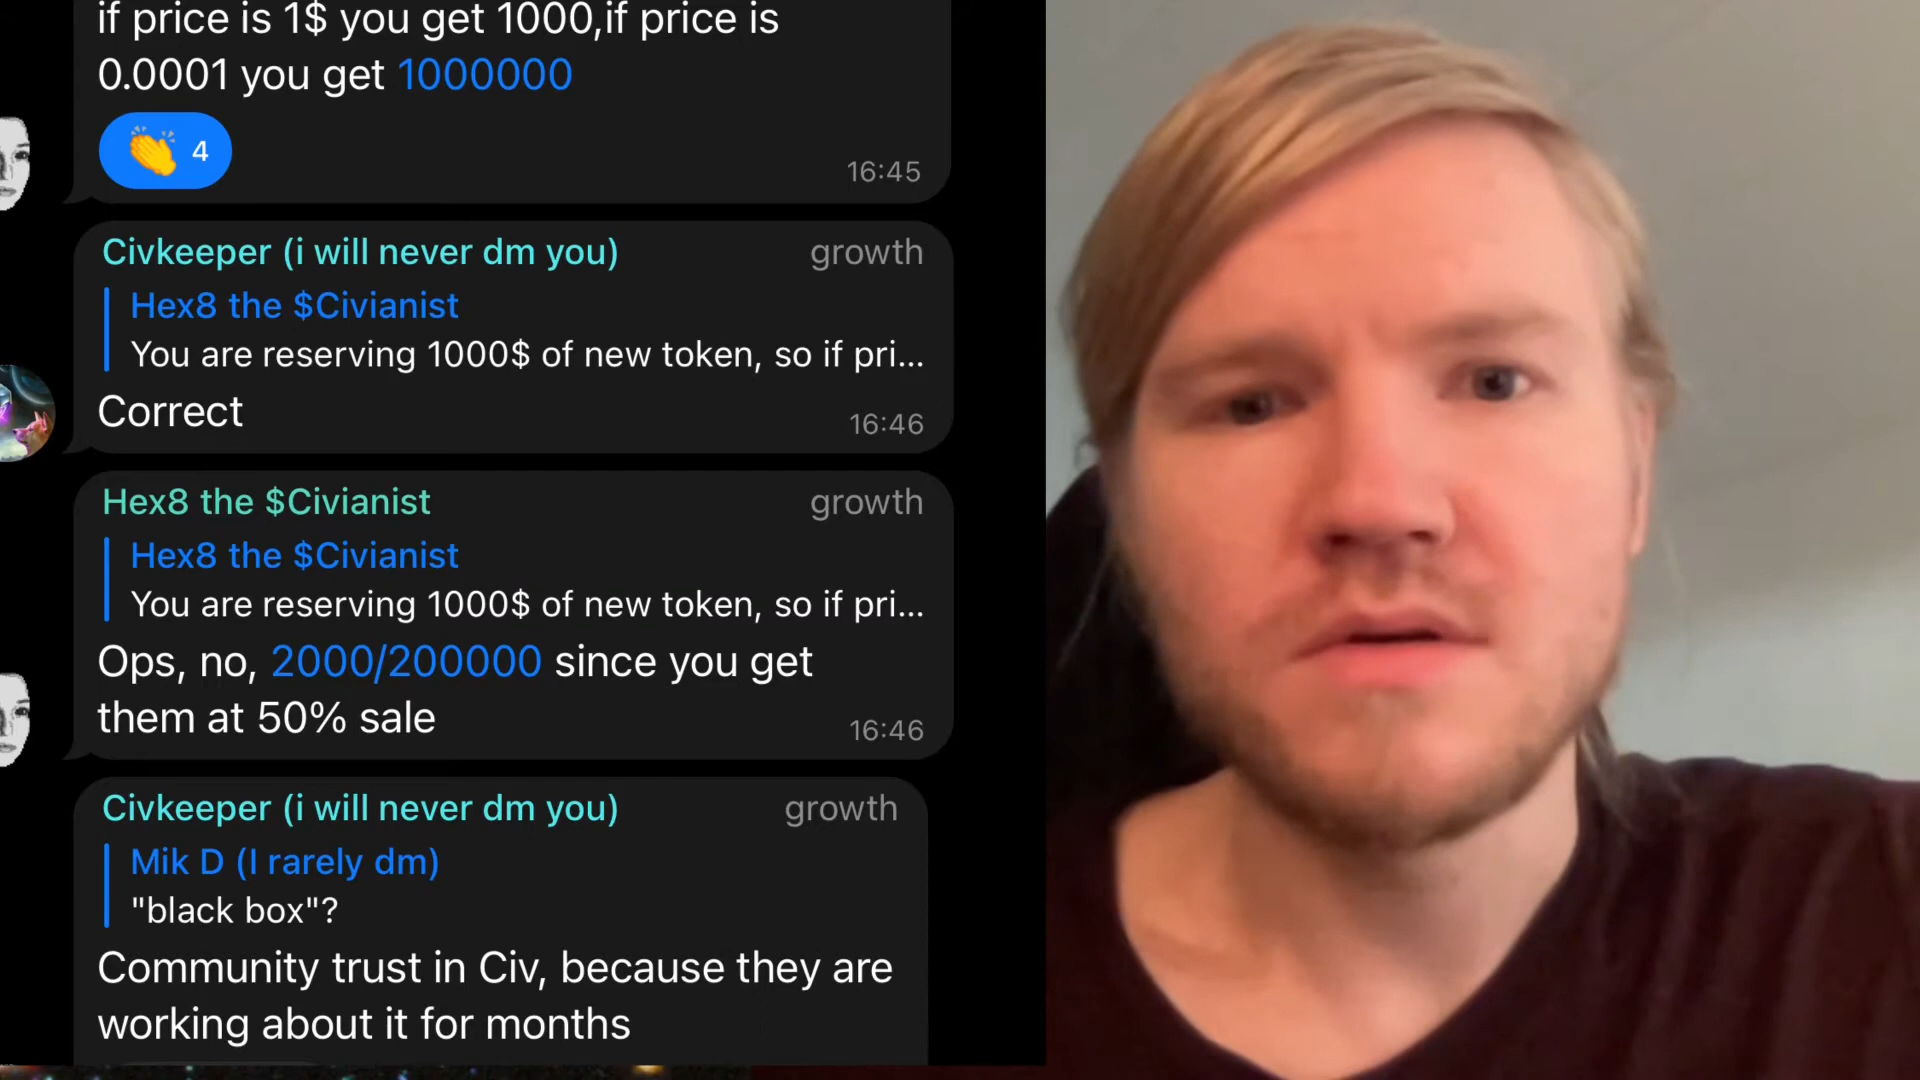 if price is 1$ you get 1000,if price is
0.0001 you get 1000000
👏 4
16:45
Civkeeper (i will never dm you) growth
Hex8 the $Civianist
You are reserving 1000$ of new token, so if pri...
Correct
16:46
Hex8 the $Civianist growth
Hex8 the $Civianist
You are reserving 1000$ of new token, so if pri...
Ops, no, 2000/200000 since you get
them at 50% sale
16:46
Civkeeper (i will never dm you) growth
Mik D (I rarely dm)
"black box"?
Community trust in Civ, because they are
working about it for months